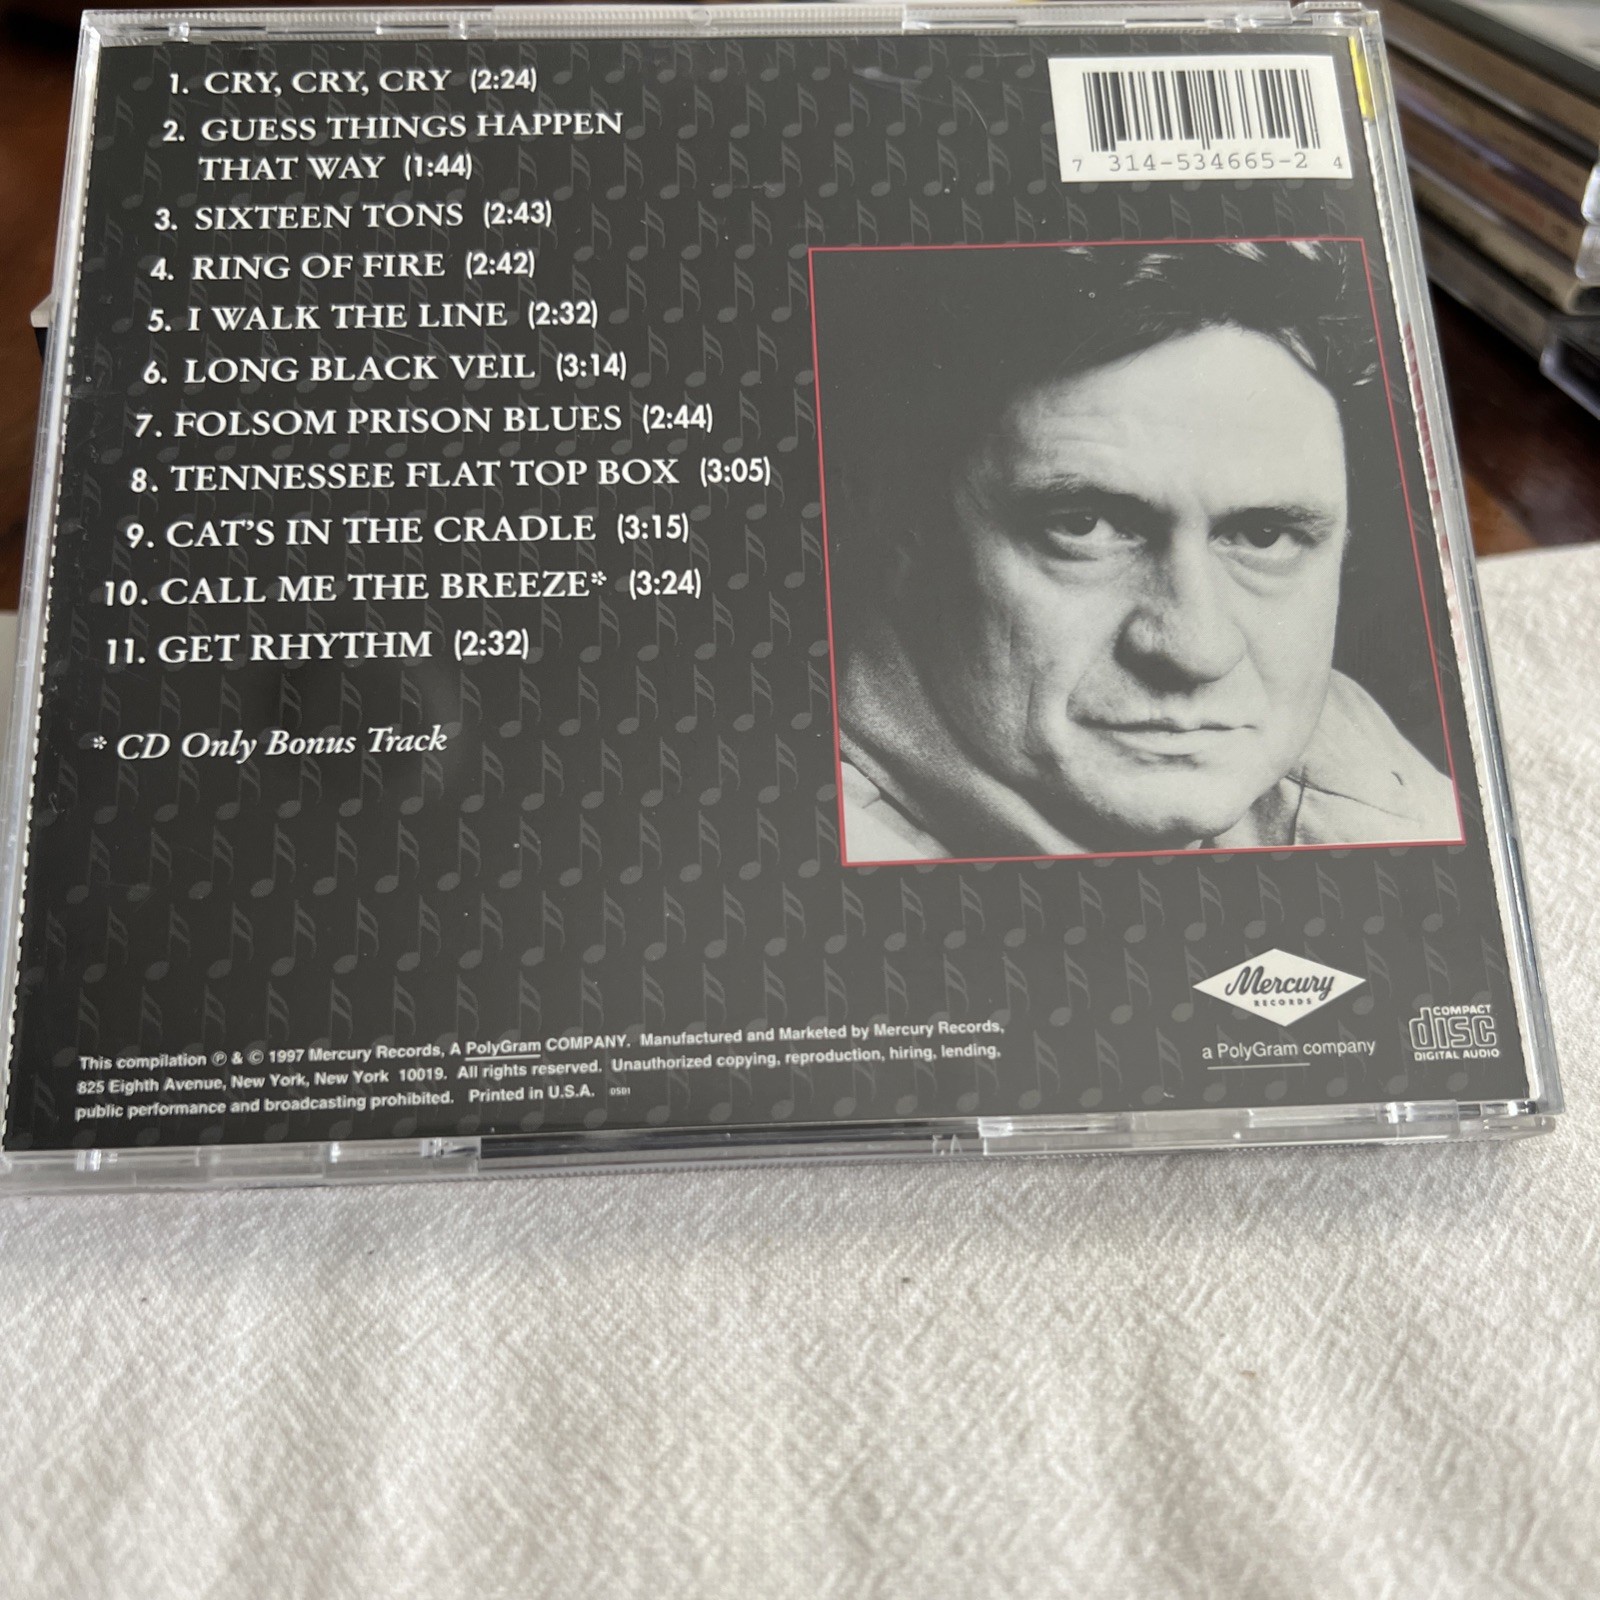 1. CRY, CRY, CRY (2:24)
2. GUESS THINGS HAPPEN
THAT WAY (1:44)
3. SIXTEEN TONS (2:43)
4. RING OF FIRE (2:42)
5. I WALK THE LINE (2:32)
6. LONG BLACK VEIL (3:14)
7. FOLSOM PRISON BLUES (2:44)
8. TENNESSEE FLAT TOP BOX (3:05)
9. CAT'S IN THE CRADLE (3:15)
10. CALL ME THE BREEZE* (3:24)
11. GET RHYTHM (2:32)
* CD Only Bonus Track
7 314-534665-2 4
Mercury
RECORDS
a PolyGram company
COMPACT
disc
DIGITAL AUDIO
This compilation ℗ & © 1997 Mercury Records, A PolyGram COMPANY. Manufactured and Marketed by Mercury Records,
825 Eighth Avenue, New York, New York 10019. All rights reserved. Unauthorized copying, reproduction, hiring, lending,
public performance and broadcasting prohibited. Printed in U.S.A.